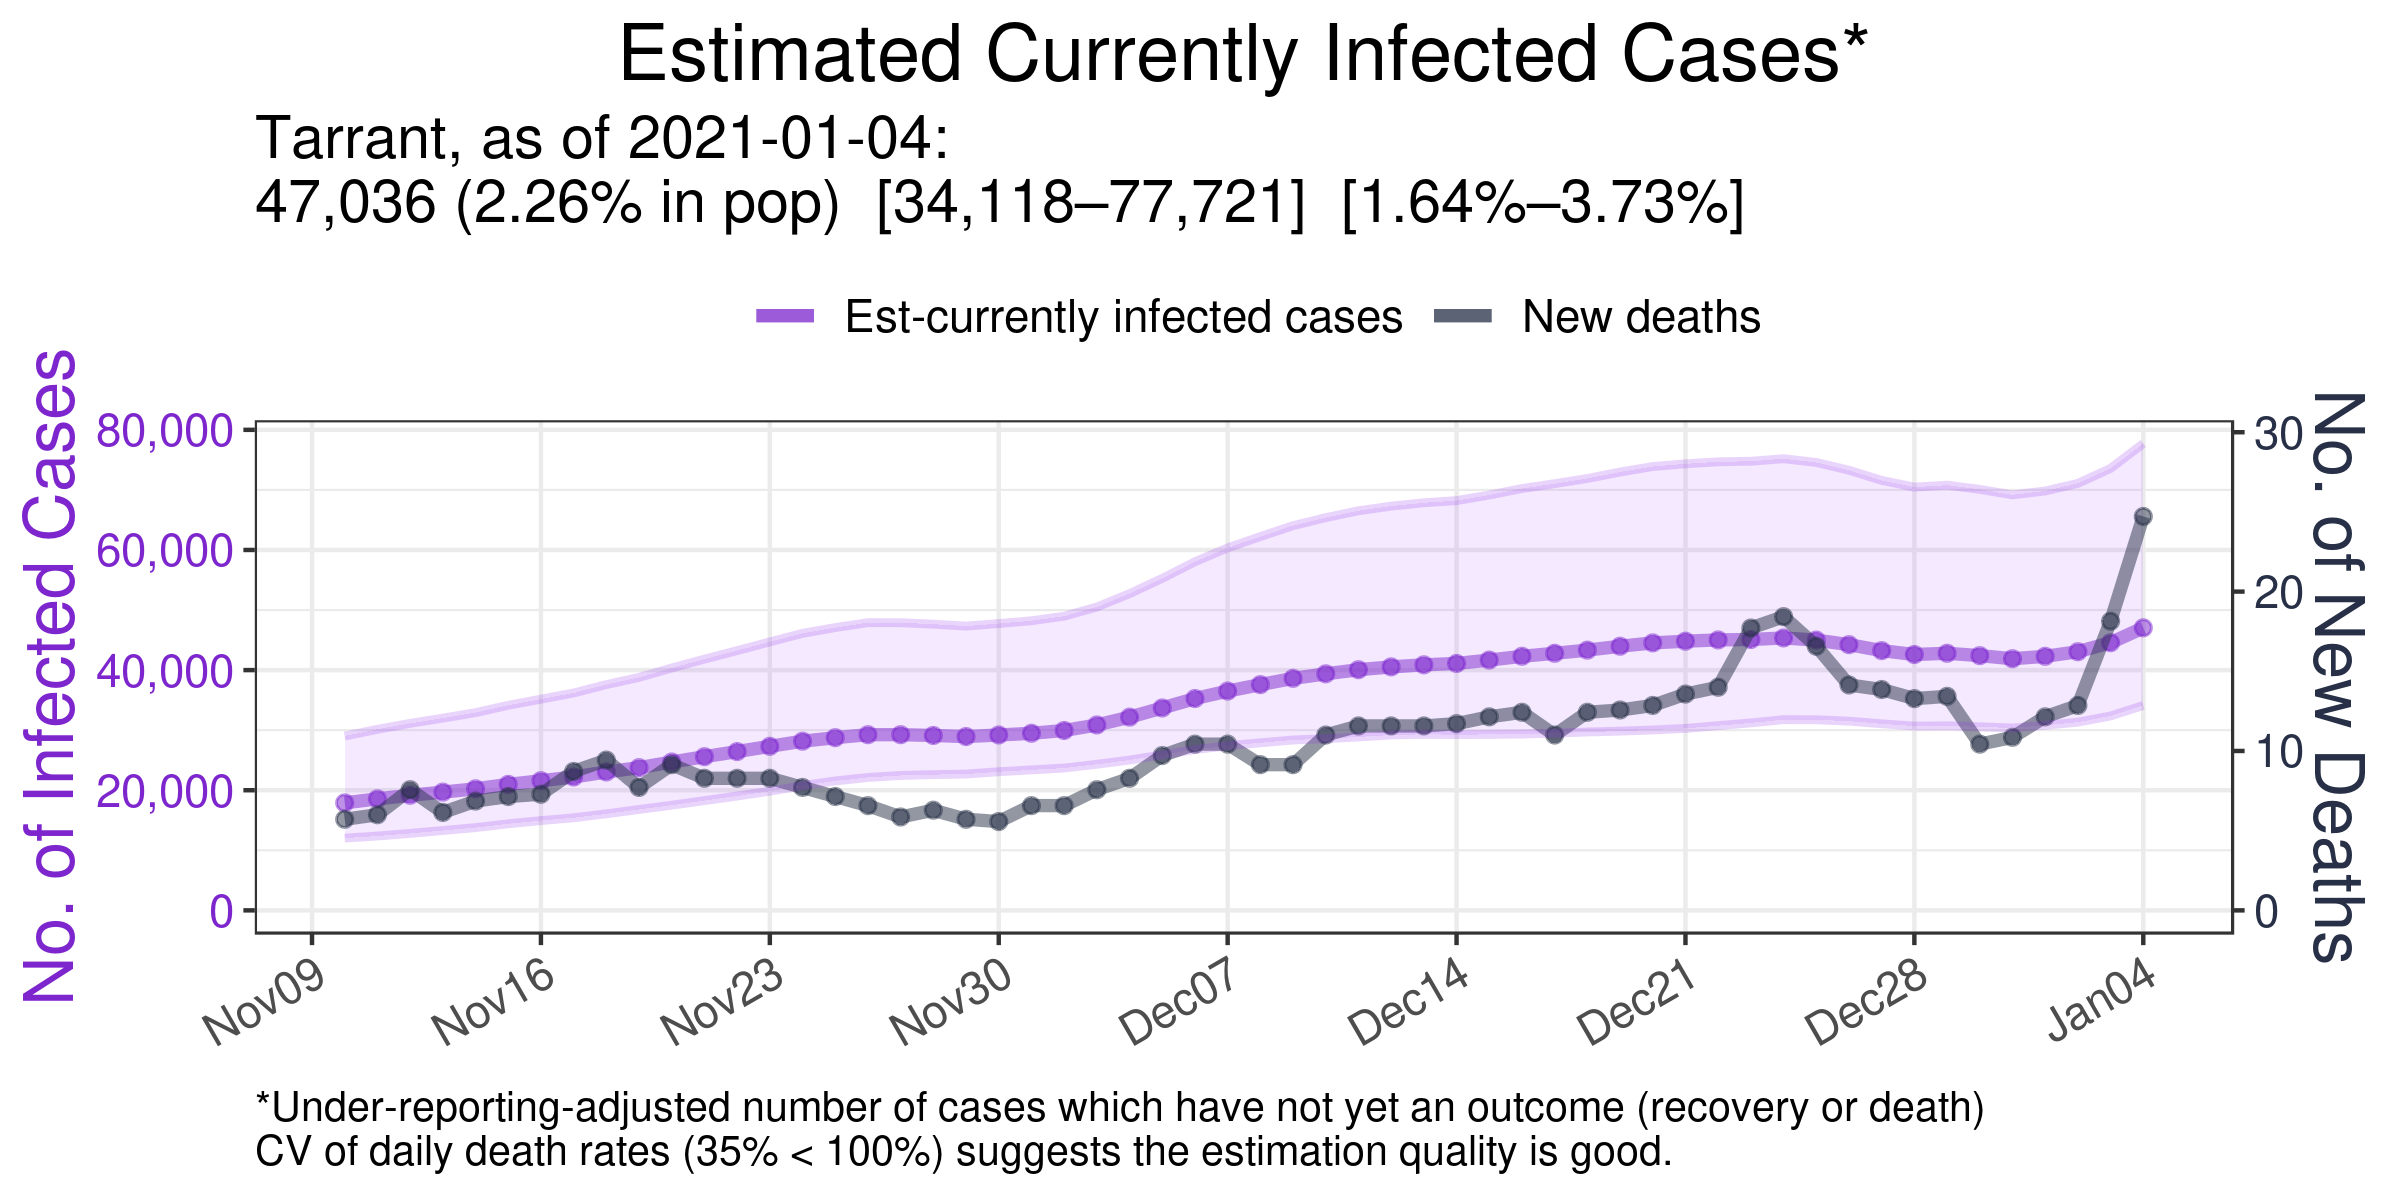 Estimated Currently Infected Cases*
Tarrant, as of 2021-01-04:
47,036 (2.26% in pop)  [34,118–77,721]  [1.64%–3.73%]
Est-currently infected cases
New deaths
No. of Infected Cases
80,000
60,000
40,000
20,000
0
30
20
10
0
No. of New Deaths
Nov09
Nov16
Nov23
Nov30
Dec07
Dec14
Dec21
Dec28
Jan04
*Under-reporting-adjusted number of cases which have not yet an outcome (recovery or death)
CV of daily death rates (35% < 100%) suggests the estimation quality is good.